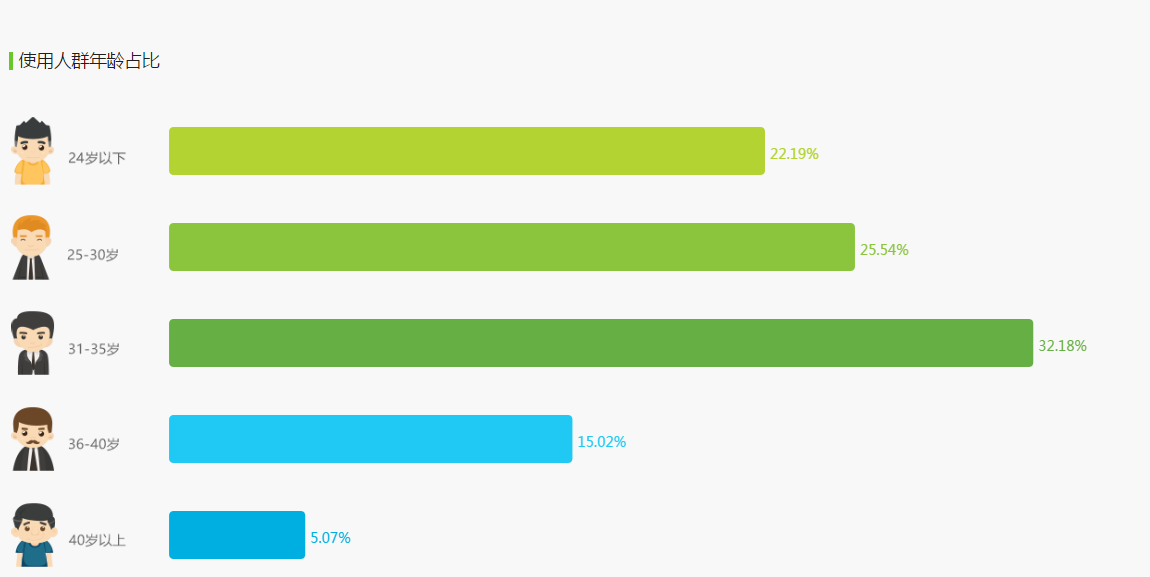 使用人群年龄占比
24岁以下 22.19%
25-30岁 25.54%
31-35岁 32.18%
36-40岁 15.02%
40岁以上 5.07%